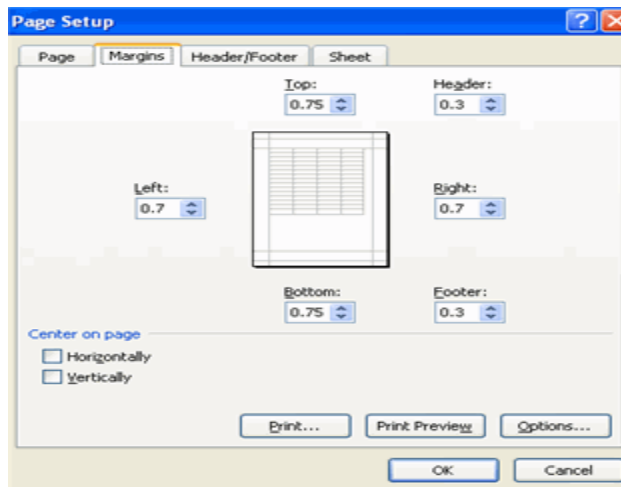 Page Setup
Page Margins Header/Footer Sheet
Top: Header:
0.75 0.3
Left: Right:
0.7 0.7
Bottom: Footer:
0.75 0.3
Center on page
Horizontally
Vertically
Print... Print Preview Options...
OK Cancel